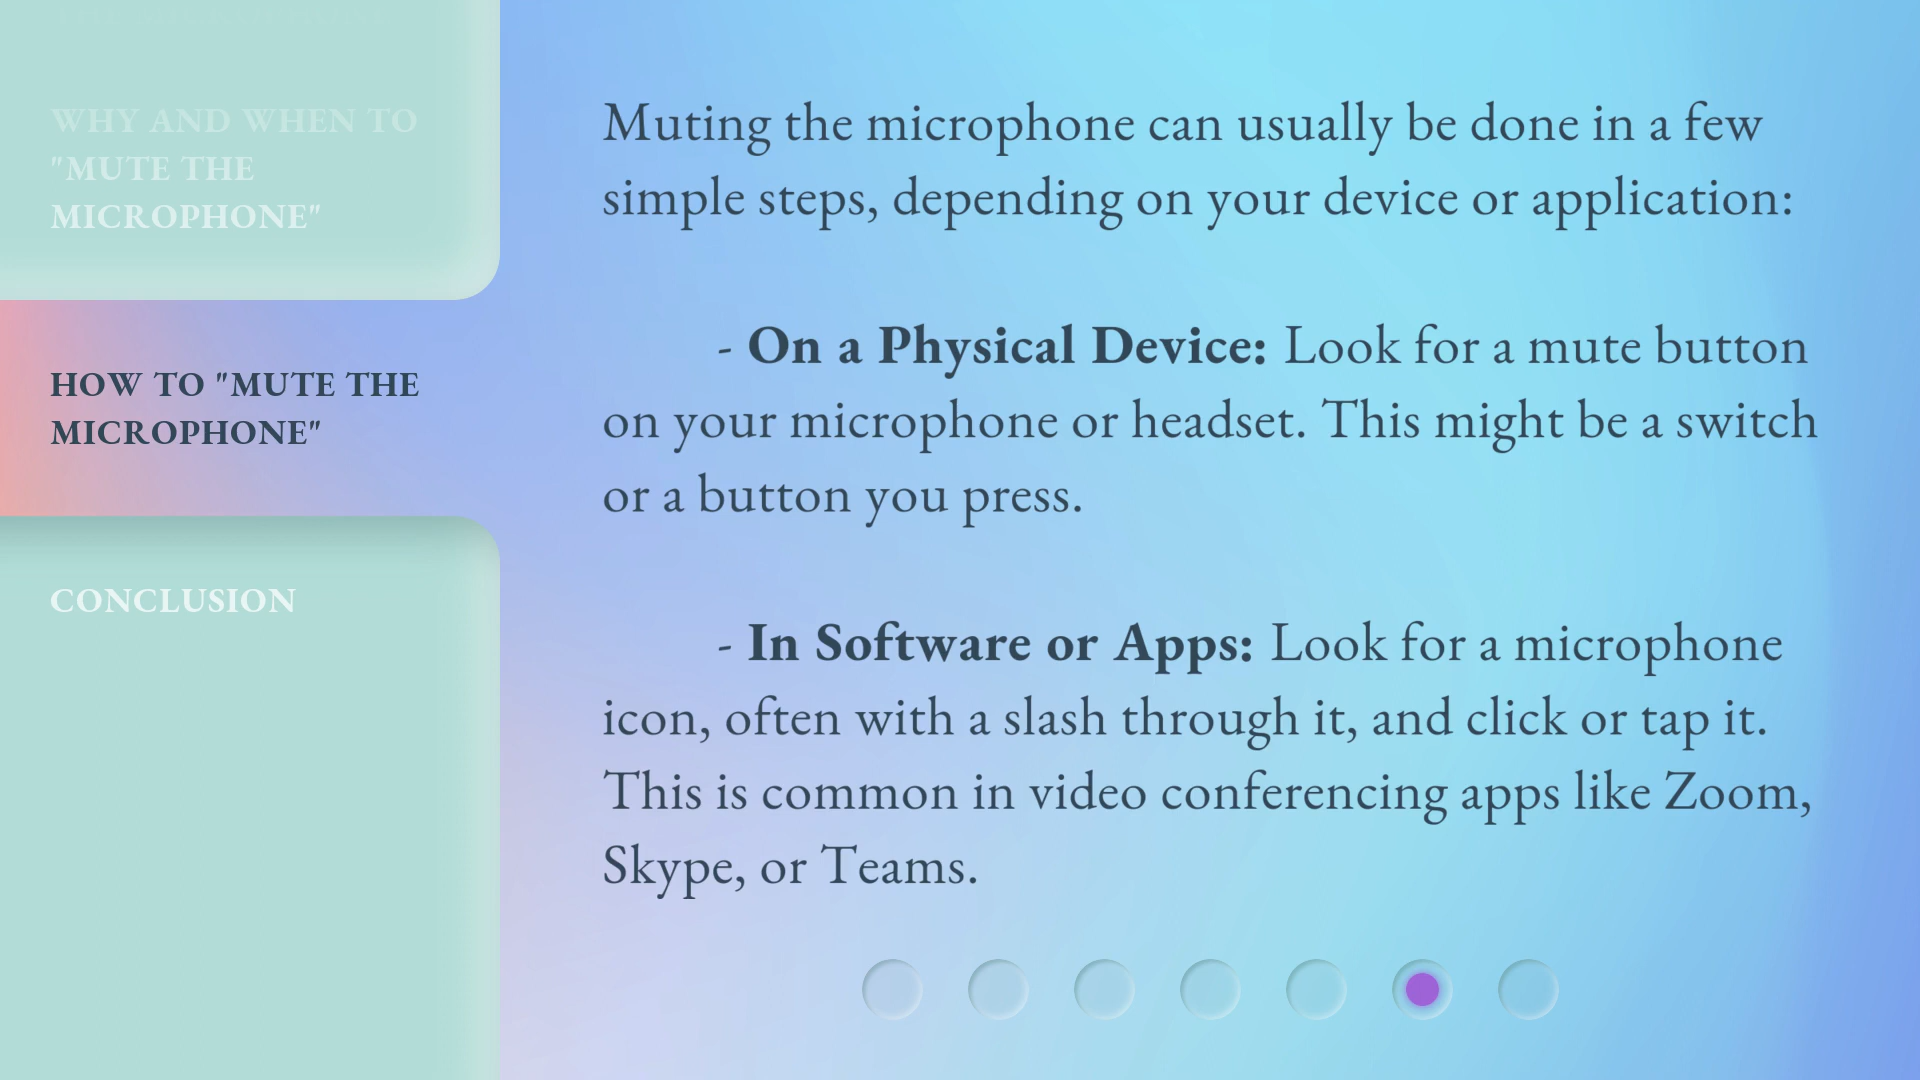 WHY AND WHEN TO
"MUTE THE
MICROPHONE"
HOW TO "MUTE THE
MICROPHONE"
CONCLUSION
Muting the microphone can usually be done in a few
simple steps, depending on your device or application:
- On a Physical Device: Look for a mute button
on your microphone or headset. This might be a switch
or a button you press.
- In Software or Apps: Look for a microphone
icon, often with a slash through it, and click or tap it.
This is common in video conferencing apps like Zoom,
Skype, or Teams.